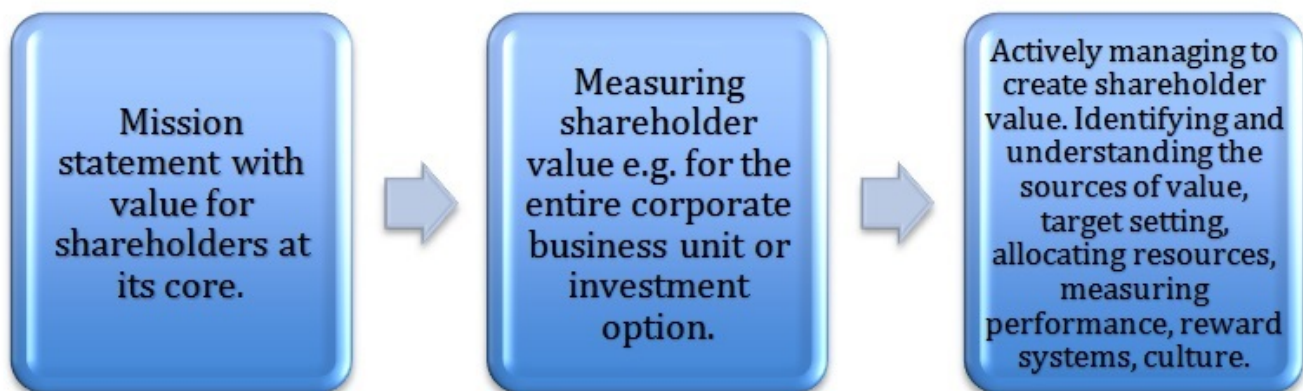 Mission
statement with
value for
shareholders at
its core.
Measuring
shareholder
value e.g. for the
entire corporate
business unit or
investment
option.
Actively managing to
create shareholder
value. Identifying and
understanding the
sources of value,
target setting,
allocating resources,
measuring
performance, reward
systems, culture.